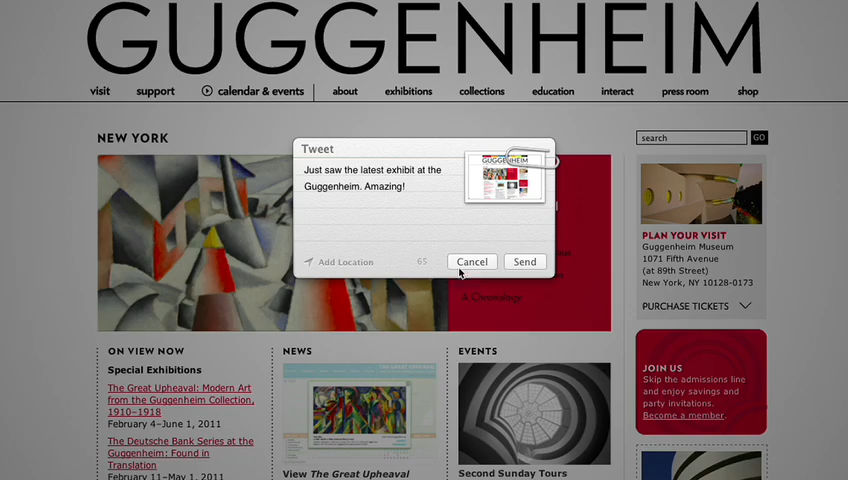 GUGGENHEIM
visit support calendar & events about exhibitions collections education interact press room shop
NEW YORK
search GO
Tweet
Just saw the latest exhibit at the
Guggenheim. Amazing!
GUGGENHEIM
Add Location 65 Cancel Send
& Chronology
PLAN YOUR VISIT
Guggenheim Museum
1071 Fifth Avenue
(at 89th Street)
New York, NY 10128-0173
PURCHASE TICKETS
JOIN US
Skip the admissions line
and enjoy savings and
party invitations.
Become a member.
ON VIEW NOW
Special Exhibitions
The Great Upheaval: Modern Art
from the Guggenheim Collection,
1910–1918
February 4–June 1, 2011
The Deutsche Bank Series at the
Guggenheim: Found in
Translation
February 11–May 1, 2011
NEWS
View The Great Upheaval
EVENTS
Second Sunday Tours